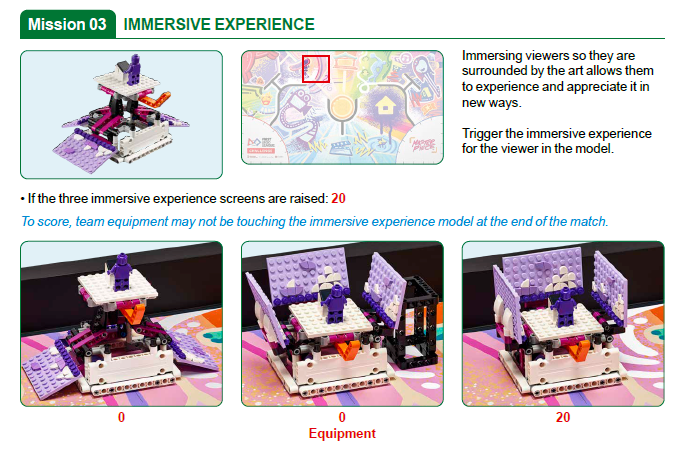 Mission 03 IMMERSIVE EXPERIENCE
Immersing viewers so they are
surrounded by the art allows them
to experience and appreciate it in
new ways.
Trigger the immersive experience
for the viewer in the model.
• If the three immersive experience screens are raised: 20
To score, team equipment may not be touching the immersive experience model at the end of the match.
0
0
20
Equipment